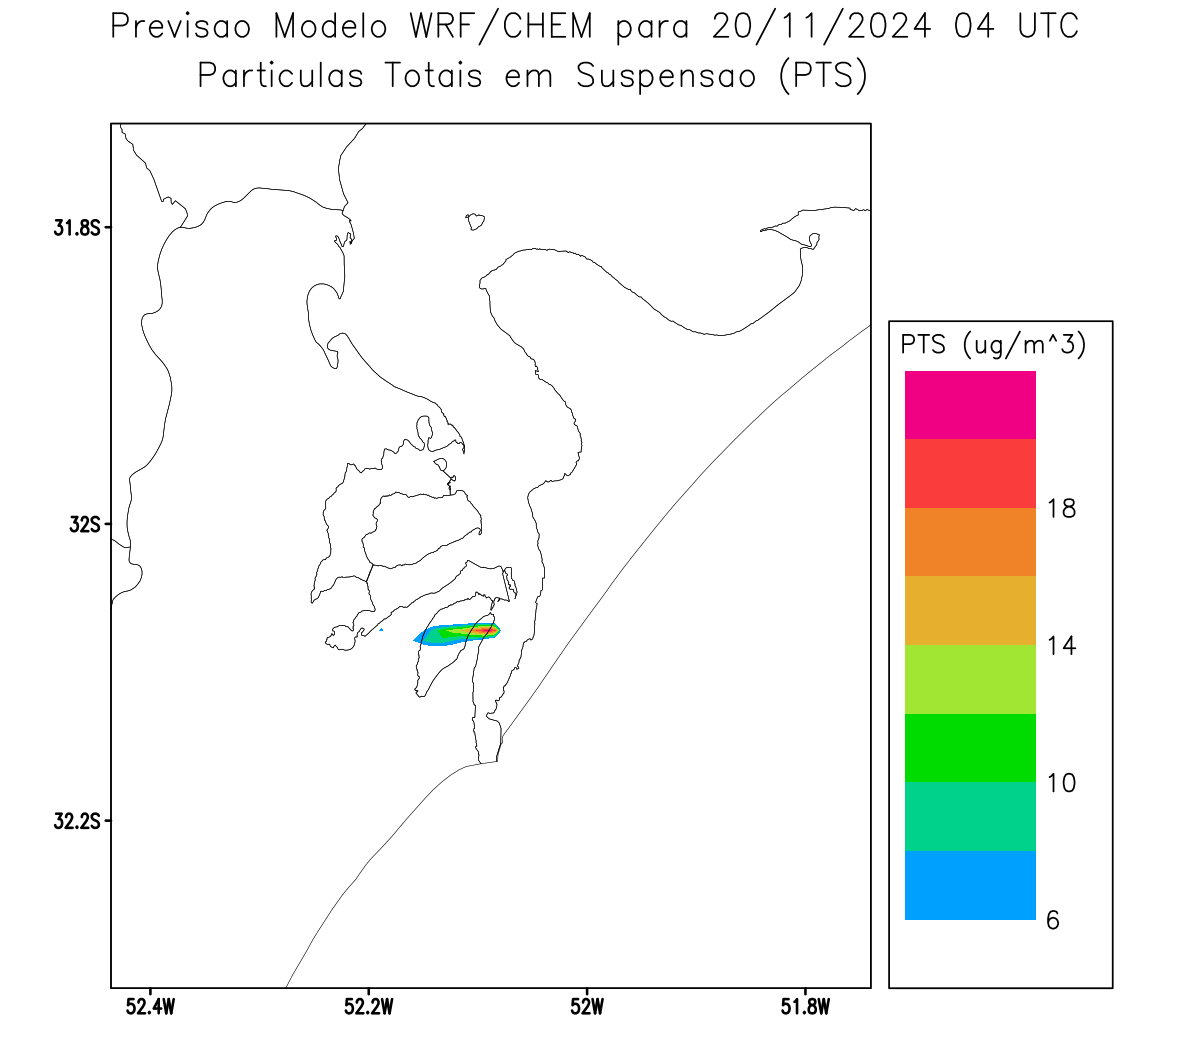 Previsao Modelo WRF/CHEM para 20/11/2024 04 UTC
Particulas Totais em Suspensao (PTS)
31.8S
32S
32.2S
52.4W
52.2W
52W
51.8W
PTS (ug/m^3)
18
14
10
6